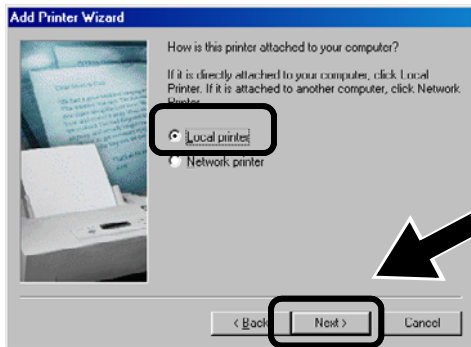 Add Printer Wizard
How is this printer attached to your computer?
If it is directly attached to your computer, click Local
Printer. If it is attached to another computer, click Network
Printer.
Local printer
Network printer
< Back
Next >
Cancel